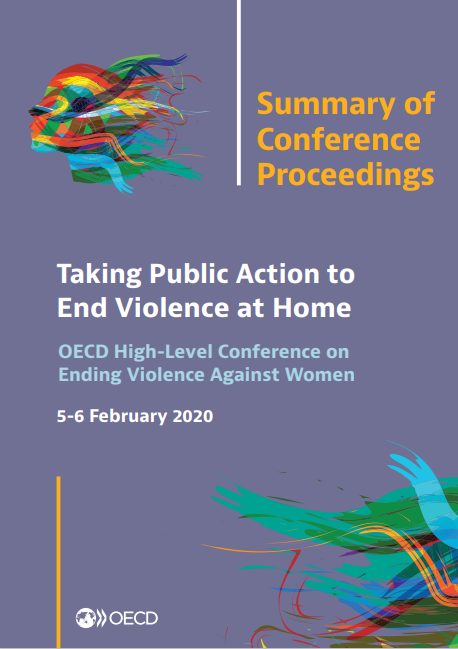 Summary of
Conference
Proceedings
Taking Public Action to
End Violence at Home
OECD High-Level Conference on
Ending Violence Against Women
5-6 February 2020
OECD